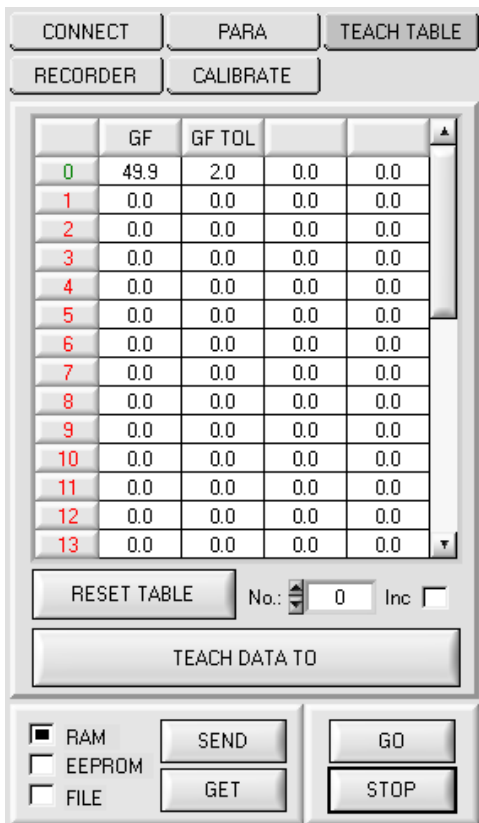 CONNECT PARA TEACH TABLE
RECORDER CALIBRATE
GF GF TOL
0 49.9 2.0 0.0 0.0
1 0.0 0.0 0.0 0.0
2 0.0 0.0 0.0 0.0
3 0.0 0.0 0.0 0.0
4 0.0 0.0 0.0 0.0
5 0.0 0.0 0.0 0.0
6 0.0 0.0 0.0 0.0
7 0.0 0.0 0.0 0.0
8 0.0 0.0 0.0 0.0
9 0.0 0.0 0.0 0.0
10 0.0 0.0 0.0 0.0
11 0.0 0.0 0.0 0.0
12 0.0 0.0 0.0 0.0
13 0.0 0.0 0.0 0.0
RESET TABLE No.: 0 Inc
TEACH DATA TO
RAM SEND GO
EEPROM
FILE GET STOP